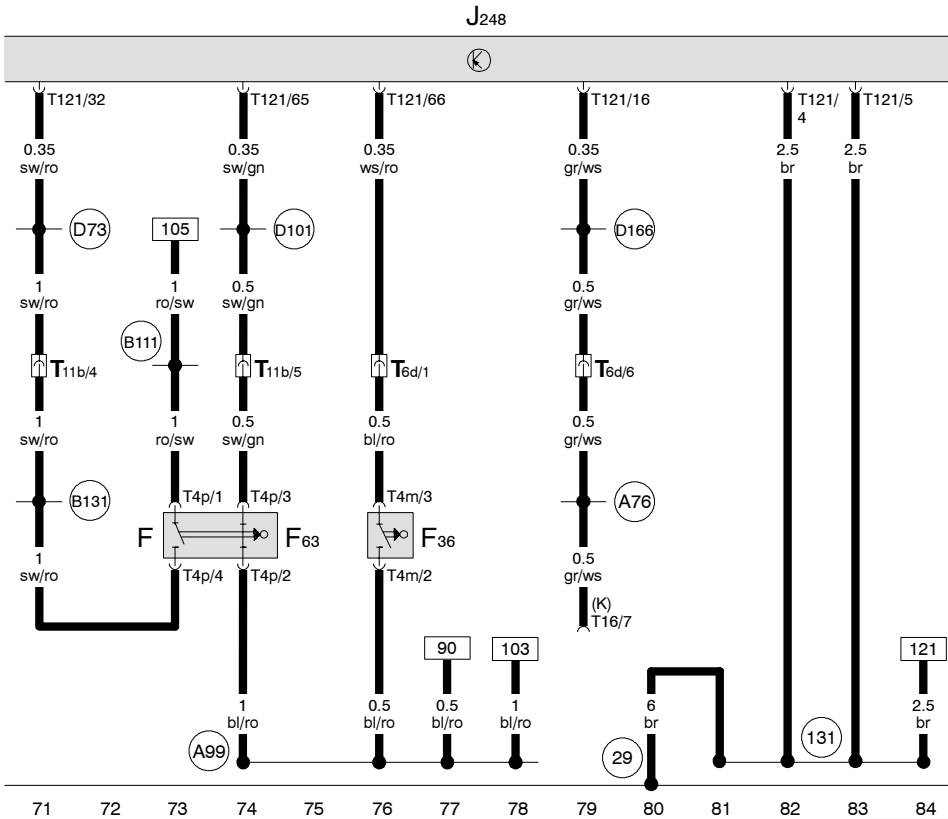 J248
T121/32 T121/65 T121/66 T121/16 T121/ T121/5
4
0.35 0.35 0.35 0.35 2.5 2.5
sw/ro sw/gn ws/ro gr/ws br br
D73 105 D101 D166
1 1 0.5 0.5
sw/ro ro/sw sw/gn gr/ws
B111
T11b/4 T11b/5 T6d/1 T6d/6
1 1 0.5 0.5 0.5
sw/ro ro/sw sw/gn bl/ro gr/ws
B131 T4p/1 T4p/3 T4m/3 A76
F F63 F36
1 0.5
sw/ro T4p/4 T4p/2 T4m/2 gr/ws
(K)
T16/7
90 103 121
1 0.5 0.5 1 6 2.5
bl/ro bl/ro bl/ro bl/ro br br
A99 29 131
71 72 73 74 75 76 77 78 79 80 81 82 83 84